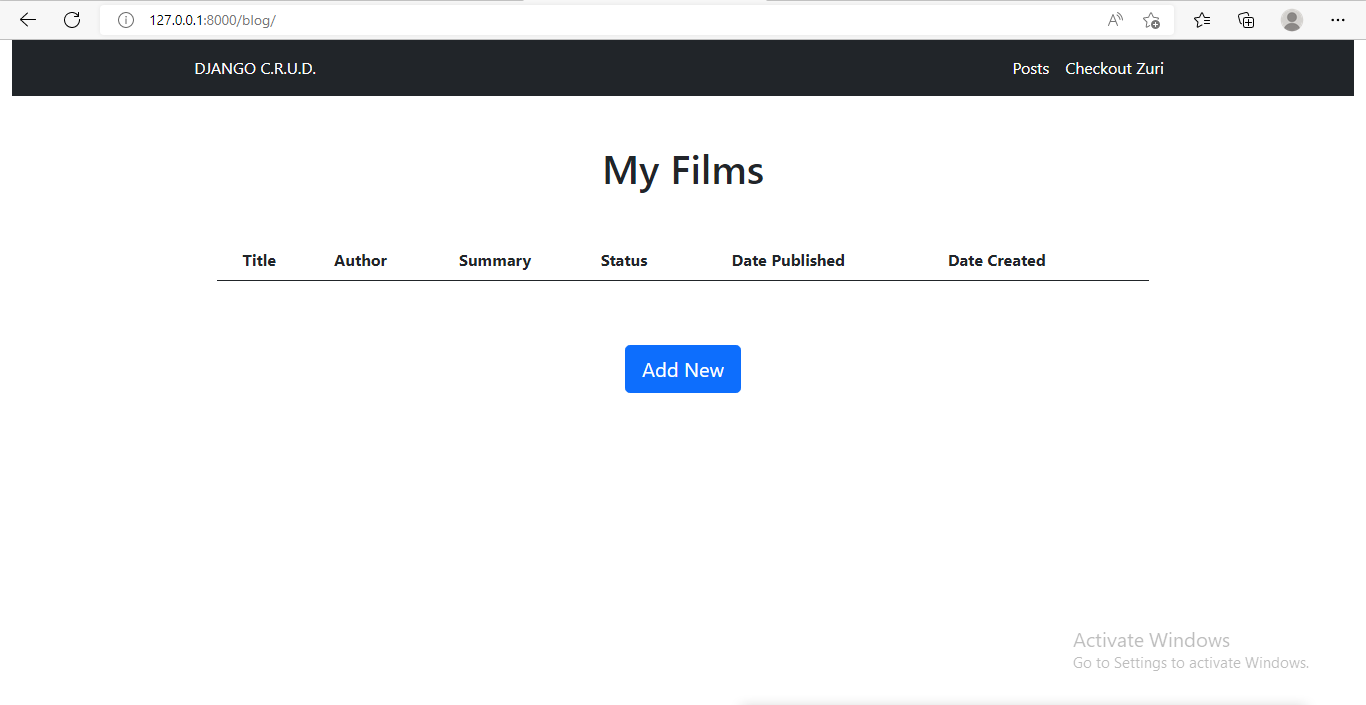 127.0.0.1:8000/blog/
DJANGO C.R.U.D. Posts Checkout Zuri
My Films
Title Author Summary Status Date Published Date Created
Add New
Activate Windows
Go to Settings to activate Windows.